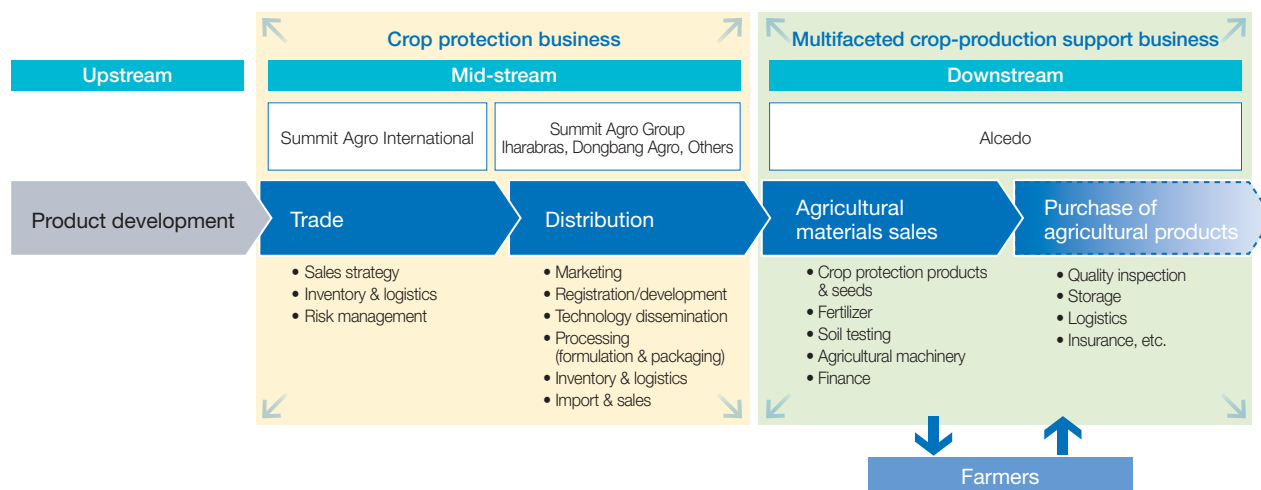 Crop protection business
Multifaceted crop-production support business
Upstream
Mid-stream
Downstream
Summit Agro International
Summit Agro Group
Iharabras, Dongbang Agro, Others
Alcedo
Product development
Trade
Distribution
Agricultural
materials sales
Purchase of
agricultural products
• Sales strategy
• Inventory & logistics
• Risk management
• Marketing
• Registration/development
• Technology dissemination
• Processing
(formulation & packaging)
• Inventory & logistics
• Import & sales
• Crop protection products
& seeds
• Fertilizer
• Soil testing
• Agricultural machinery
• Finance
• Quality inspection
• Storage
• Logistics
• Insurance, etc.
Farmers